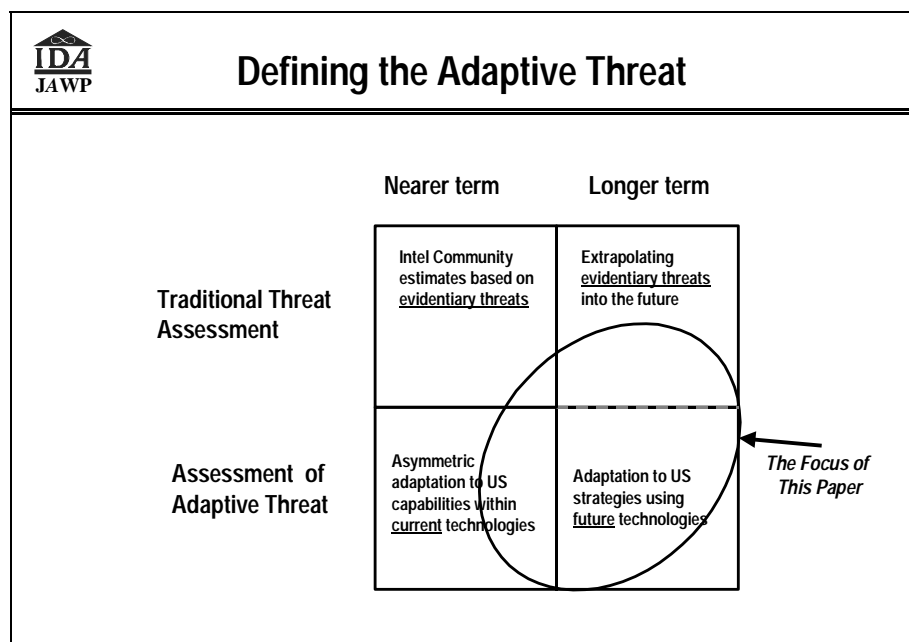 IDA
JAWP
Defining the Adaptive Threat
Nearer term
Longer term
Traditional Threat
Assessment
Intel Community
estimates based on
evidentiary threats
Extrapolating
evidentiary threats
into the future
Assessment of
Adaptive Threat
Asymmetric
adaptation to US
capabilities within
current technologies
Adaptation to US
strategies using
future technologies
The Focus of
This Paper